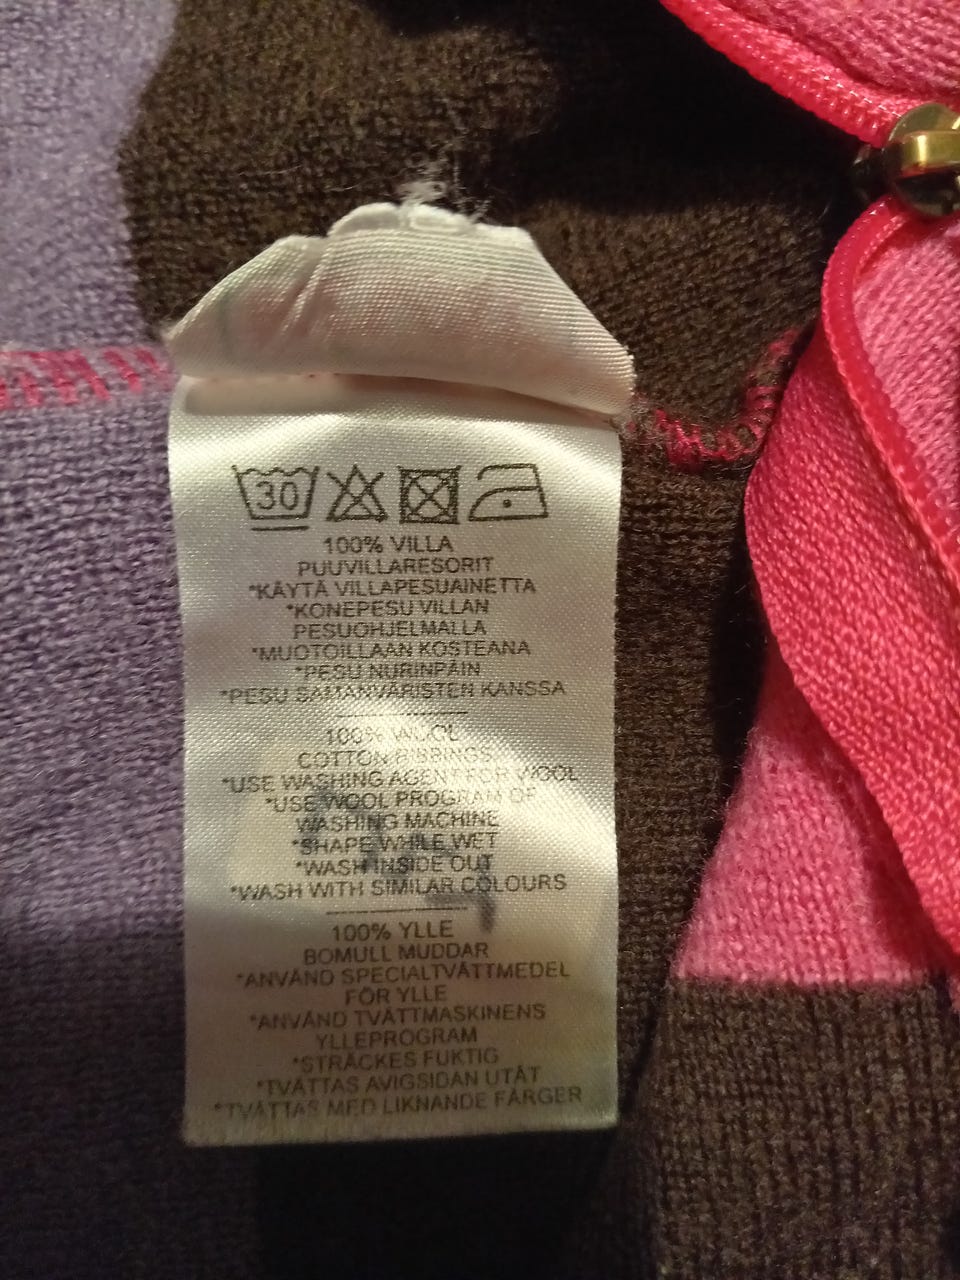 30
100% VILLA
PUUVILLARESORIT
*KÄYTÄ VILLAPESUAINETTA
*KONEPESU VILLAN
PESUOHJELMALLA
*MUOTOILLAAN KOSTEANA
*PESU NURINPÄIN
*PESU SAMANVÄRISTEN KANSSA
100% WOOL
COTTON RIBBINGS
*USE WASHING AGENT FOR WOOL
*USE WOOL PROGRAM OF
WASHING MACHINE
*SHAPE WHILE WET
*WASH INSIDE OUT
*WASH WITH SIMILAR COLOURS
100% YLLE
BOMULL MUDDAR
*ANVÄND SPECIALTVÄTTMEDEL
FÖR YLLE
*ANVÄND TVÄTTMASKINENS
YLLEPROGRAM
*STRÄCKES FUKTIG
*TVÄTTAS AVIGSIDAN UTÅT
*TVÄTTAS MED LIKNANDE FÄRGER